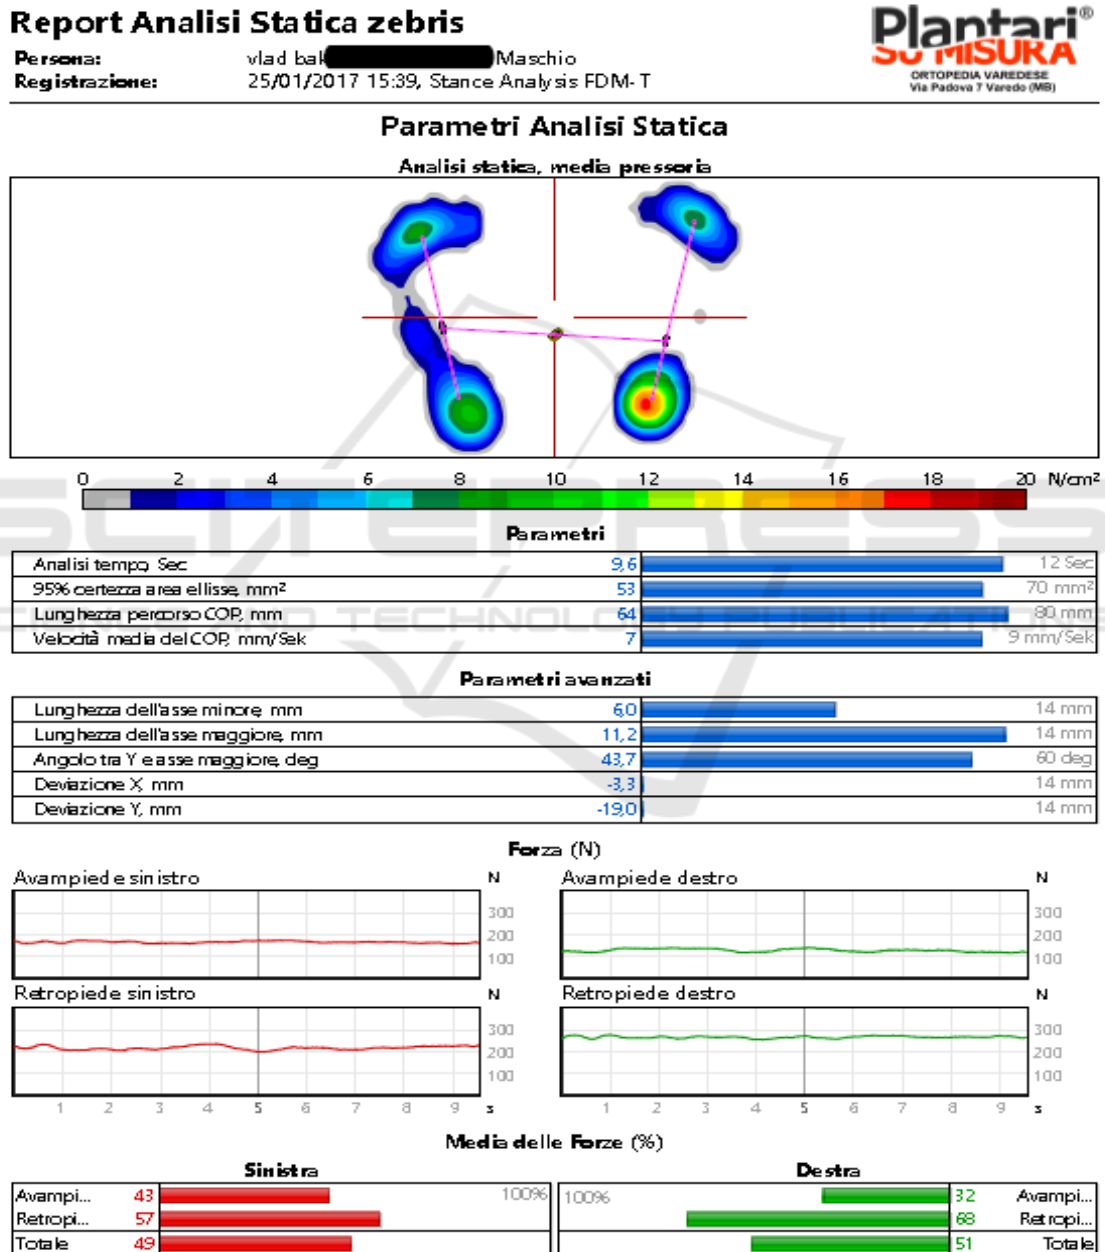 Report Analisi Statica zebris
Plantari®
SU MISURA
ORTOPEDIA VAREDESE
Via Padova 7 Varedo (MB)
Persona: vlad bak Maschio
Registrazione: 25/01/2017 15:39, Stance Analysis FDM-T
Parametri Analisi Statica
Analisi statica, media pressoria
0 2 4 6 8 10 12 14 16 18 20 N/cm²
SCITEPRESS
TECHNOLOGY PUBLICATIONS
Parametri
Analisi tempo, Sec 9,6 12 Sec
95% certezza area ellisse, mm² 53 70 mm²
Lunghezza percorso COP, mm 64 80 mm
Velocità media del COP, mm/Sek 7 9 mm/Sek
Parametri avanzati
Lunghezza dell'asse minore, mm 6,0 14 mm
Lunghezza dell'asse maggiore, mm 11,2 14 mm
Angolo tra Y e asse maggiore, deg 43,7 60 deg
Deviazione X, mm -3,3 14 mm
Deviazione Y, mm -19,0 14 mm
Forza (N)
Avampiede sinistro N
300
200
100
Avampiede destro N
300
200
100
Retropiede sinistro N
300
200
100
1 2 3 4 5 6 7 8 9 s
Retropiede destro N
300
200
100
1 2 3 4 5 6 7 8 9 s
Media delle Forze (%)
Sinistra Destra
Avampi... 43 100% 100% 32 Avampi...
Retropi... 57 68 Retropi...
Totale 49 51 Totale